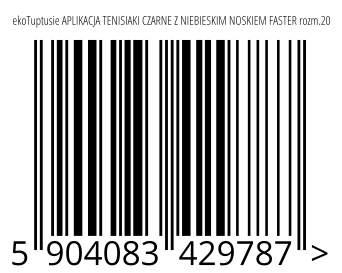 ekoTuptusie APLIKACJA TENISIAKI CZARNE Z NIEBIESKIM NOSKIEM FASTER rozm.20
5 904083 429787 >